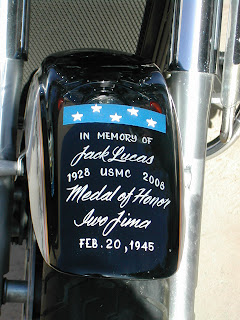 IN MEMORY OF
Jack Lucas
1928 USMC 2008
Medal of Honor
Iwo Jima
FEB. 20, 1945